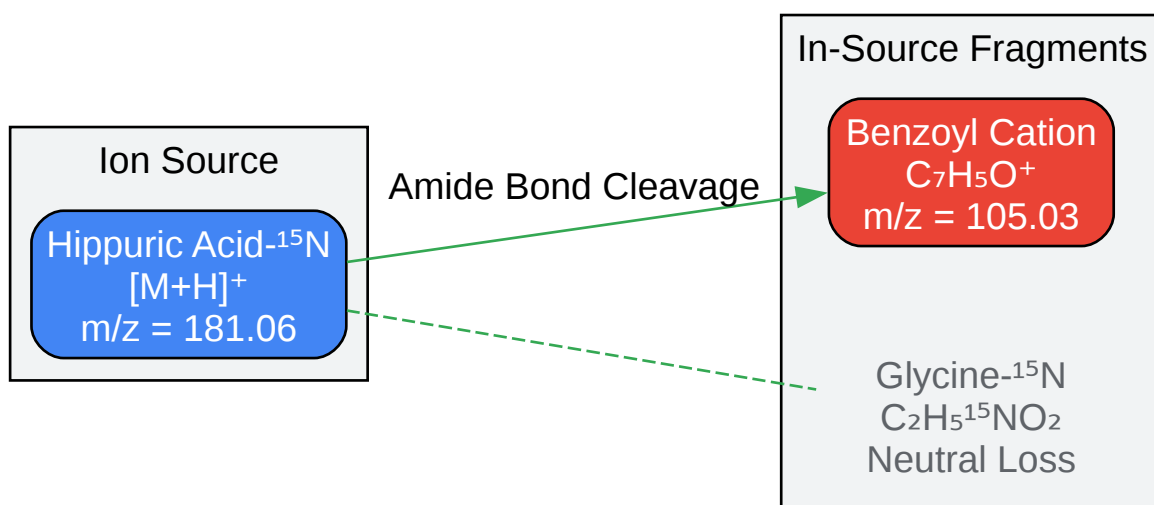 Ion Source
Hippuric Acid-¹⁵N
[M+H]⁺
m/z = 181.06
Amide Bond Cleavage
In-Source Fragments
Benzoyl Cation
C₇H₅O⁺
m/z = 105.03
Glycine-¹⁵N
C₂H₅¹⁵NO₂
Neutral Loss